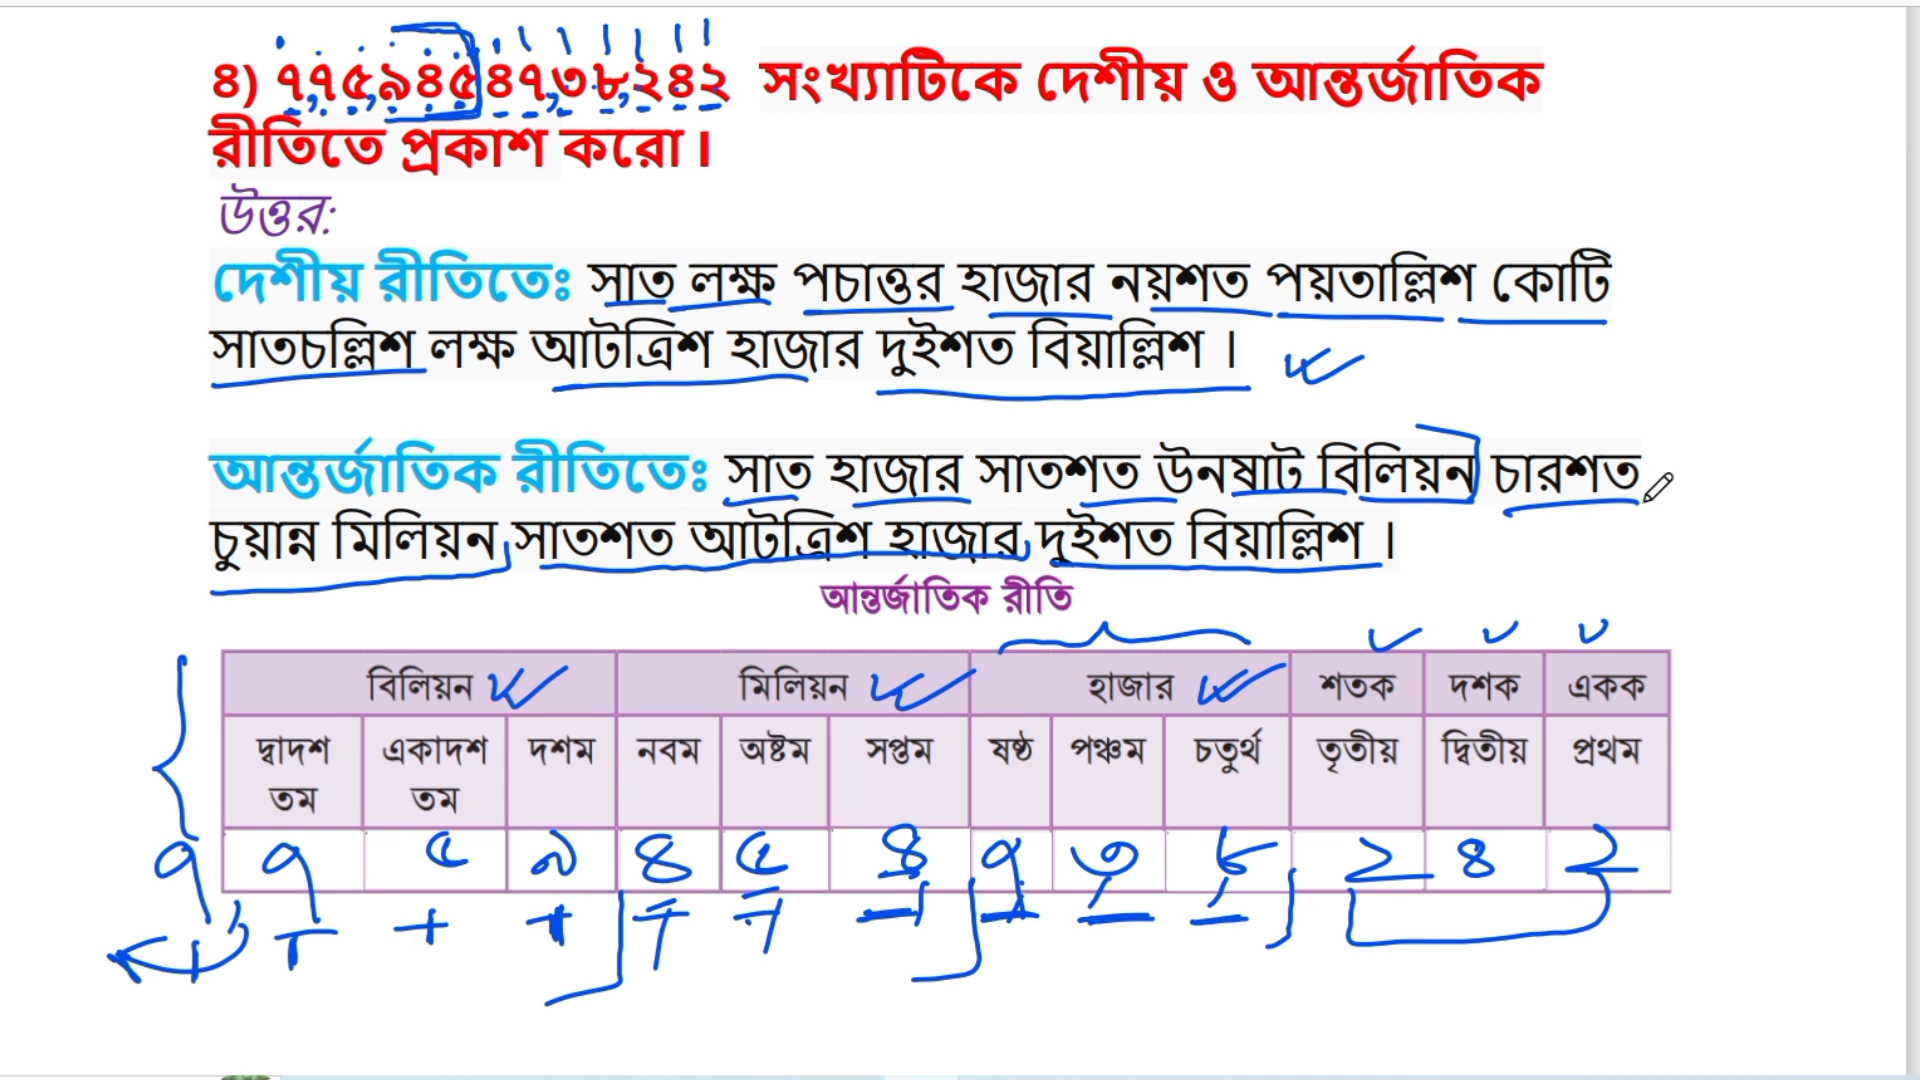 ৪) ৭৭৫৯৪৫৪৭৩৮২৪২ সংখ্যাটিকে দেশীয় ও আন্তর্জাতিক
রীতিতে প্রকাশ করো।
উত্তর:
দেশীয় রীতিতেঃ সাত লক্ষ পচাত্তর হাজার নয়শত পয়তাল্লিশ কোটি
সাতচল্লিশ লক্ষ আটত্রিশ হাজার দুইশত বিয়াল্লিশ ।
আন্তর্জাতিক রীতিতেঃ সাত হাজার সাতশত উনষাট বিলিয়ন চারশত
চুয়ান্ন মিলিয়ন সাতশত আটত্রিশ হাজার দুইশত বিয়াল্লিশ ।
আন্তর্জাতিক রীতি
বিলিয়ন মিলিয়ন হাজার শতক দশক একক
দ্বাদশ তম একাদশ তম দশম নবম অষ্টম সপ্তম ষষ্ঠ পঞ্চম চতুর্থ তৃতীয় দ্বিতীয় প্রথম
৭ ৭ ৫ ৯ ৪ ৫ ৪ ৭ ৩ ৮ ২ ৪ ২